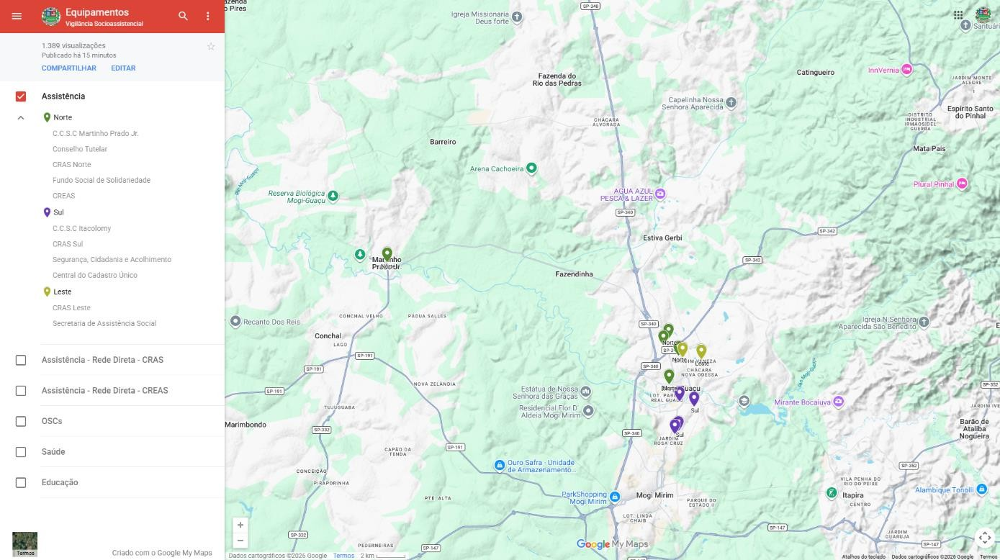 Equipamentos
Vigilância Socioassistencial
1.389 visualizações
Publicado há 15 minutos
COMPARTILHAR EDITAR
Assistência
Norte
C.C.S.C Martinho Prado Jr.
Conselho Tutelar
CRAS Norte
Fundo Social de Solidariedade
CREAS
Sul
C.C.S.C Itacolomy
CRAS Sul
Segurança, Cidadania e Acolhimento
Central do Cadastro Único
Leste
CRAS Leste
Secretaria de Assistência Social
Assistência - Rede Direta - CRAS
Assistência - Rede Direta - CREAS
OSCs
Saúde
Educação
Termos
Criado com o Google My Maps
azenda
o Pires
SP-340
Igreja Missionaria
Deus forte
Santuári
Catingueiro
InnVernia
JARDIM MONTE
ALEGRE
Fazenda do
Rio das Pedras
Capelinha Nossa
Senhora Aparecida
Espírito Santo
do Pinhal
CHÁCARA
ALVORADA
DISTRITO
INDUSTRIAL
IRMÃOSIDEL
GUERRA
Barreiro
Mata Pais
Arena Cachoeira
Rio Moji-Guaçu
Plural Pinhal
Reserva Biológica
Mogi-Guaçu
AGUA AZUL
PESCA & LAZER
SP-340
SP-342
Estiva Gerbi
SP-342
Norte
Fazendinha
CONCHAL VELHO
PÁDUA SALLES
Recanto Dos Reis
Igreja N.Senhora
Aparecida São Benedito
SP-340
Conchal
LAGO
Norte
SP-191
Norte
Leste
CHÁCARA
NOVA ODESSA
SP-340
SP-191
Rio Moji-Guaçu
NOVA ZELÂNDIA
SP-352
SP-191
Estátua de Nossa
Senhora das Graças
Norte
Mirante Bocaiuva
TUJUGUABA
Residencial Flor D'
Aldeia Mogi Mirim
Sul
Marimbondo
SP-332
SP-340
Sul
JARDIM
ROSA CRUZ
Barão de
Ataliba
Nogueira
SP-191
CAPÃO DA
TENDA
Ouro Safra - Unidade
de Armazenamento...
SP-352
CONCEIÇÃO
PIRAPORINHA
VILA PENHA DO
RIO DO PEIXE
Alambique Tonolli
ParkShopping
Mogi Mirim
Mogi Mirim
Itapira
CENTRO
PTE. ALTA
PARQUE DO
ESTADO II
LOT. LINDA
CHAIB
SP-147
SP-332
JARDIM
GUARUJA
SP-147
PEDERNEIRAS
SP-147
Google My Maps
Dados cartográficos ©2026 Google Termos 2 km
Atalhos do teclado Dados cartográficos ©2026 Google Termos